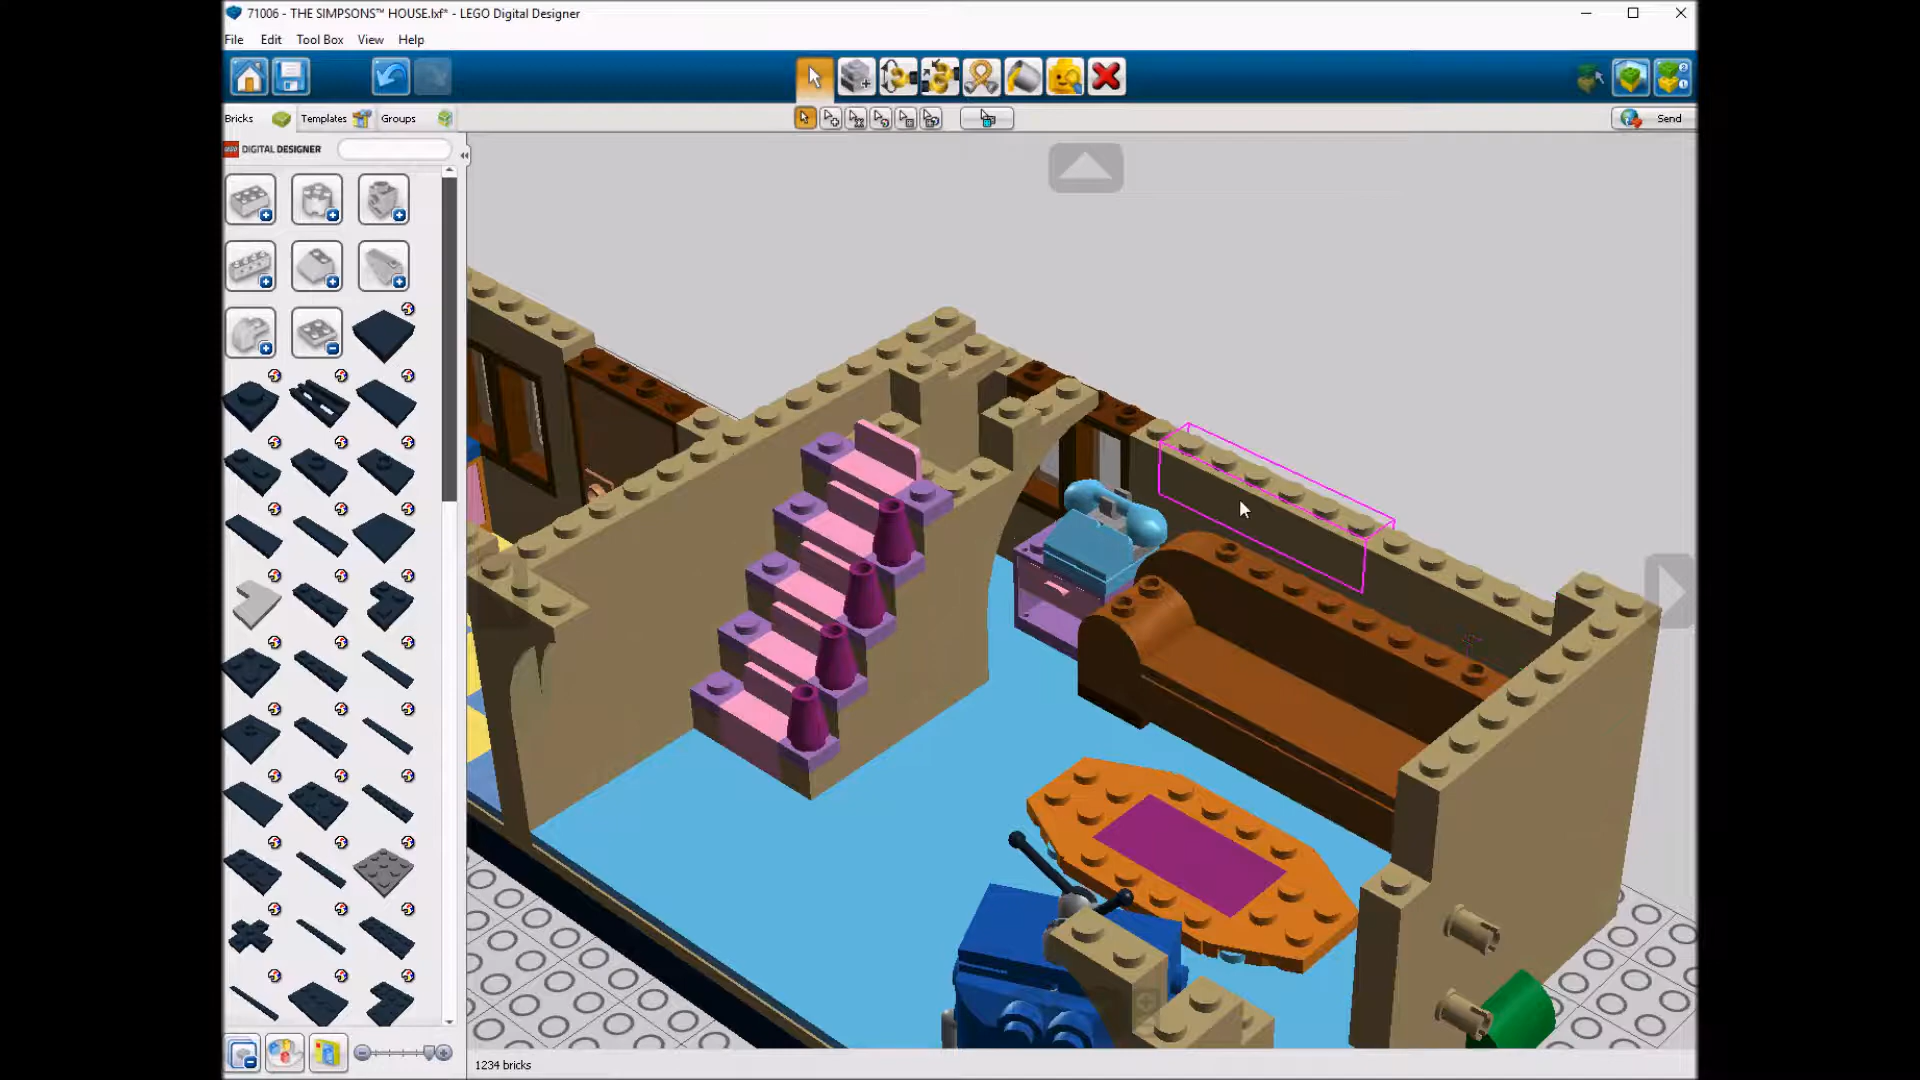 71006 - THE SIMPSONS™ HOUSE.lxf* - LEGO Digital Designer
File Edit Tool Box View Help
Bricks Templates Groups
Send
LEGO DIGITAL DESIGNER
1234 bricks